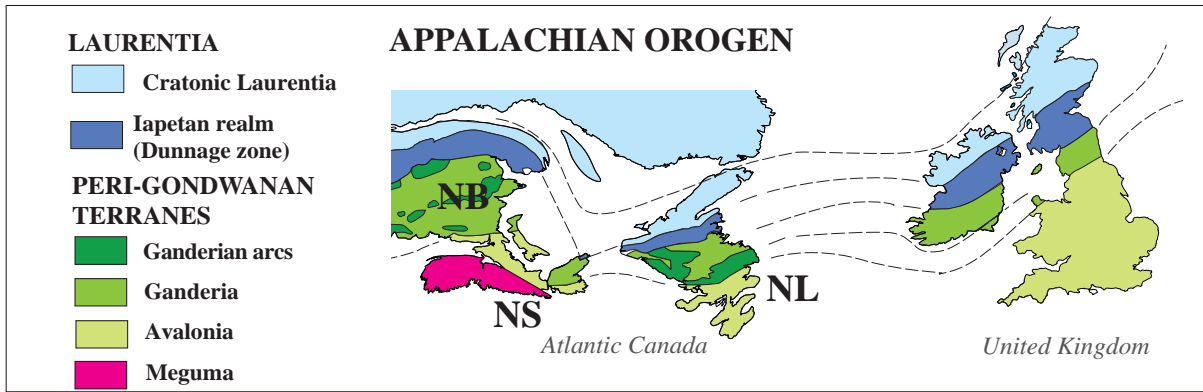 LAURENTIA
Cratonic Laurentia
Iapetan realm
(Dunnage zone)
PERI-GONDWANAN
TERRANES
Ganderian arcs
Ganderia
Avalonia
Meguma
APPALACHIAN OROGEN
NB
NS
NL
Atlantic Canada
United Kingdom